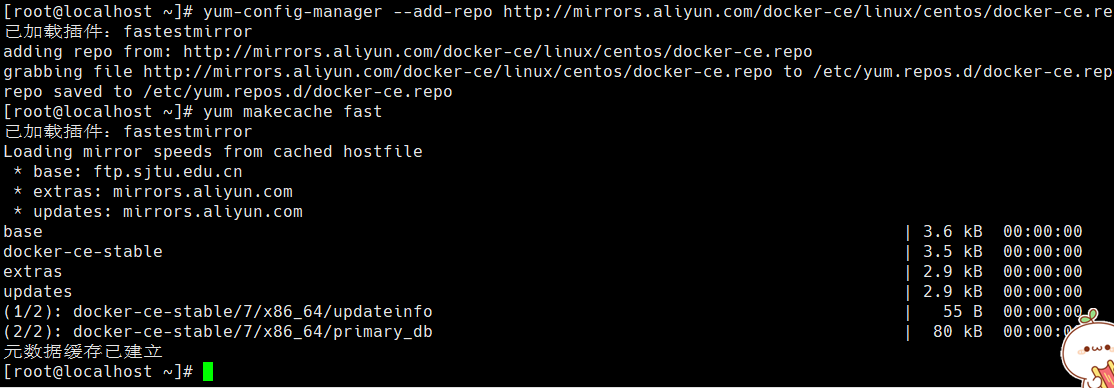 [root@localhost ~]# yum-config-manager --add-repo http://mirrors.aliyun.com/docker-ce/linux/centos/docker-ce.re
已加载插件：fastestmirror
adding repo from: http://mirrors.aliyun.com/docker-ce/linux/centos/docker-ce.repo
grabbing file http://mirrors.aliyun.com/docker-ce/linux/centos/docker-ce.repo to /etc/yum.repos.d/docker-ce.rep
repo saved to /etc/yum.repos.d/docker-ce.repo
[root@localhost ~]# yum makecache fast
已加载插件：fastestmirror
Loading mirror speeds from cached hostfile
 * base: ftp.sjtu.edu.cn
 * extras: mirrors.aliyun.com
 * updates: mirrors.aliyun.com
base | 3.6 kB 00:00:00
docker-ce-stable | 3.5 kB 00:00:00
extras | 2.9 kB 00:00:00
updates | 2.9 kB 00:00:00
(1/2): docker-ce-stable/7/x86_64/updateinfo | 55 B 00:00:00
(2/2): docker-ce-stable/7/x86_64/primary_db | 80 kB 00:00:00
元数据缓存已建立
[root@localhost ~]#